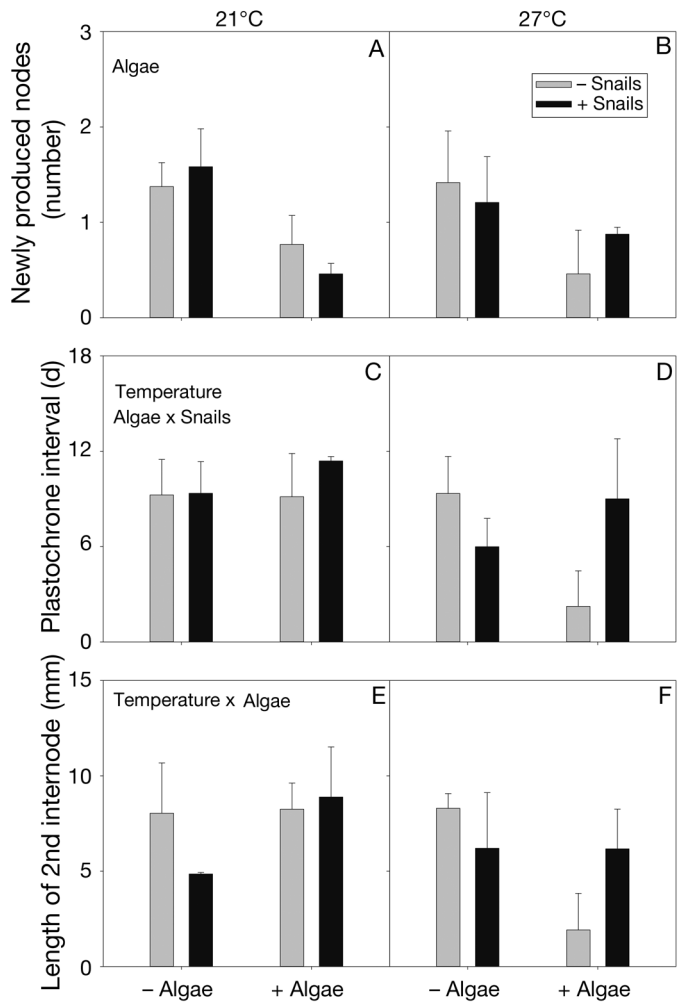 21°C
27°C
Newly produced nodes
(number)
3
2
1
0
Algae
A
B
– Snails
+ Snails
Plastochrone interval (d)
18
12
6
0
Temperature
Algae x Snails
C
D
Length of 2nd internode (mm)
15
10
5
0
Temperature x Algae
E
F
– Algae
+ Algae
– Algae
+ Algae